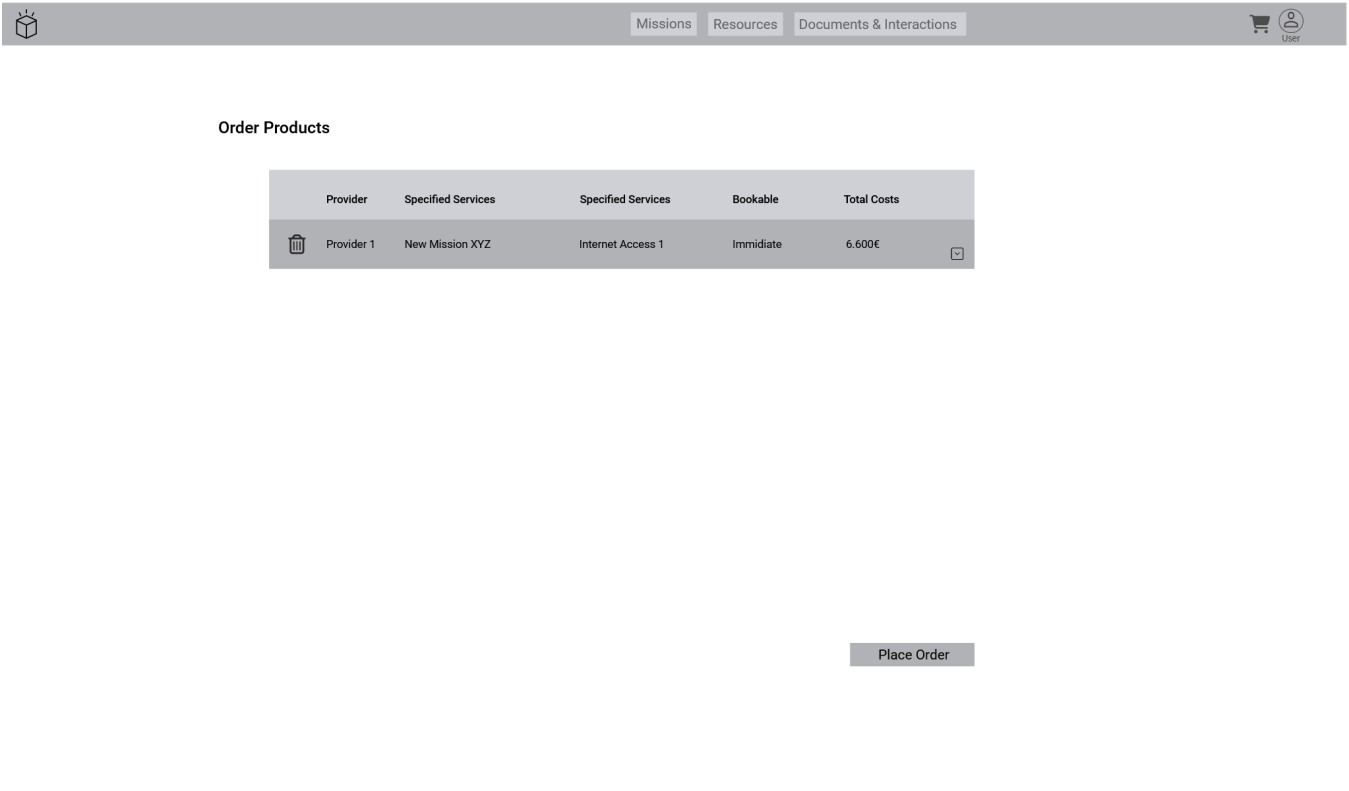 Missions Resources Documents & Interactions
User
Order Products
Provider Specified Services Specified Services Bookable Total Costs
Provider 1 New Mission XYZ Internet Access 1 Immidiate 6.600€
Place Order